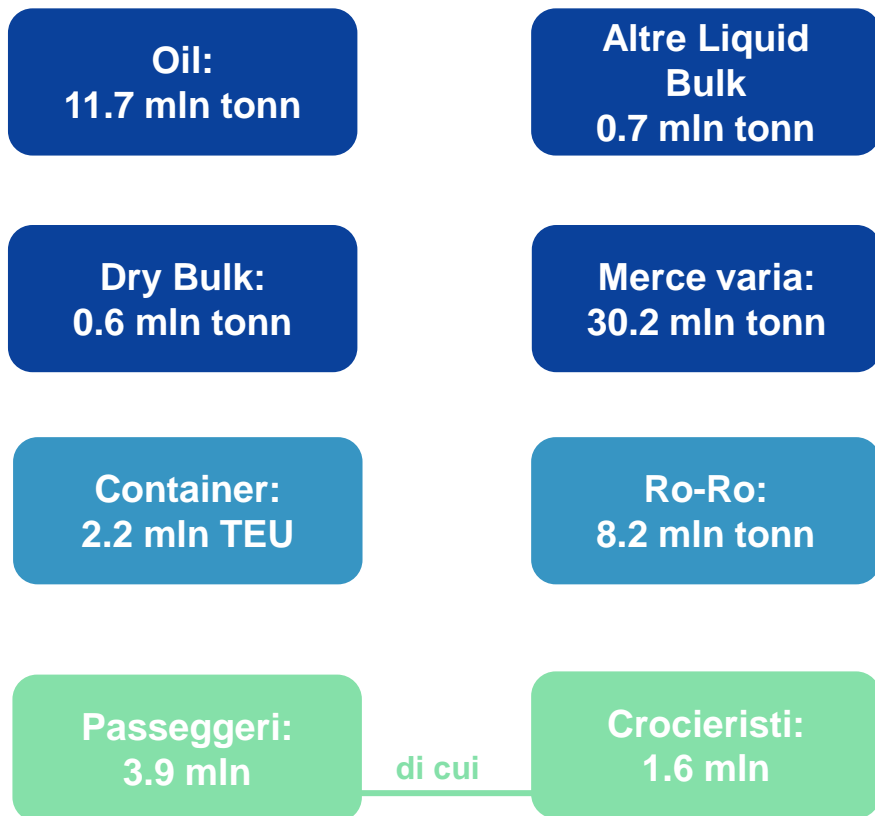 Oil:
11.7 mln tonn
Altre Liquid
Bulk
0.7 mln tonn
Dry Bulk:
0.6 mln tonn
Merce varia:
30.2 mln tonn
Container:
2.2 mln TEU
Ro-Ro:
8.2 mln tonn
Passeggeri:
3.9 mln
di cui
Crocieristi:
1.6 mln